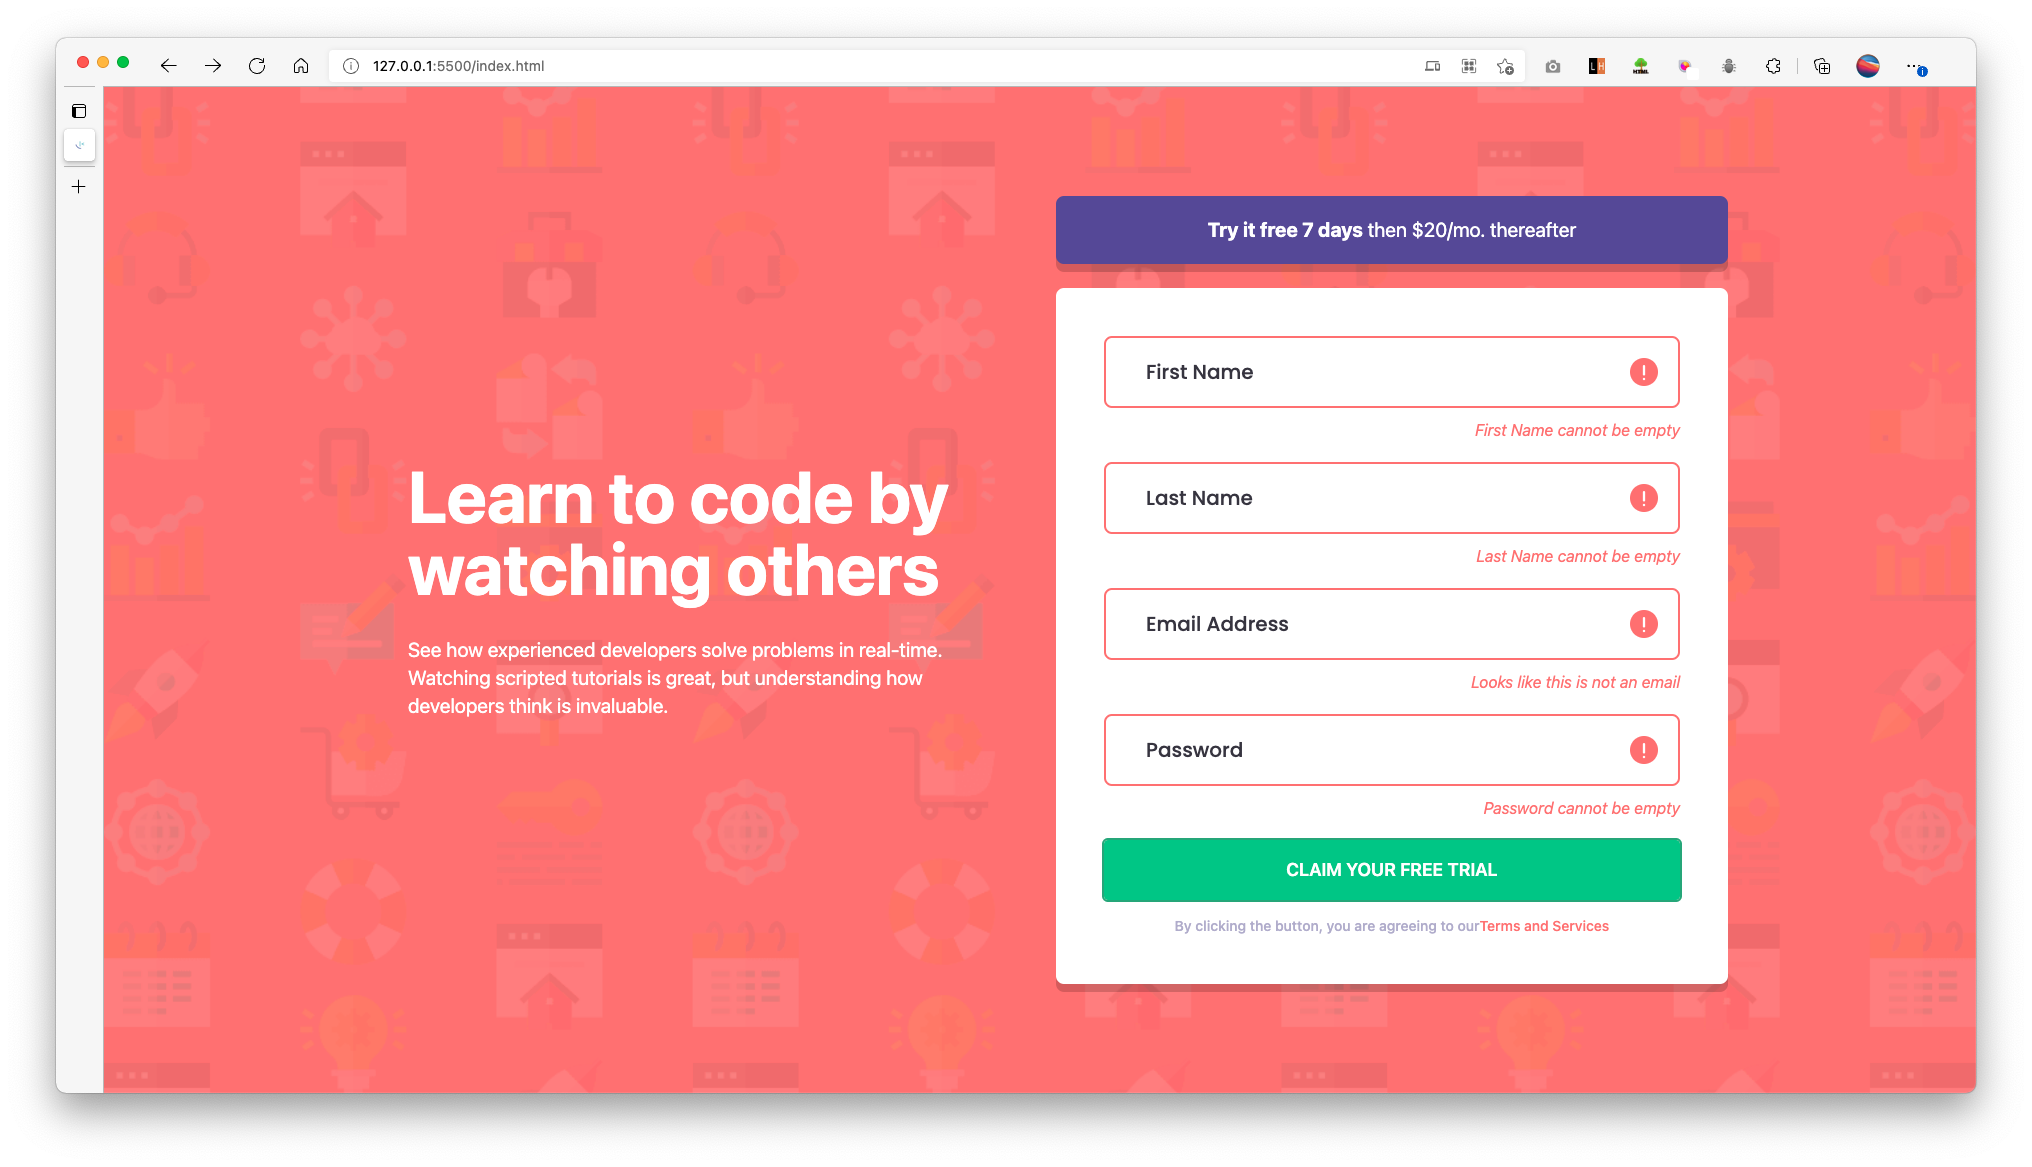 127.0.0.1:5500/index.html
Try it free 7 days then $20/mo. thereafter
First Name
First Name cannot be empty
Last Name
Last Name cannot be empty
Learn to code by
watching others
Email Address
Looks like this is not an email
See how experienced developers solve problems in real-time.
Watching scripted tutorials is great, but understanding how
developers think is invaluable.
Password
Password cannot be empty
CLAIM YOUR FREE TRIAL
By clicking the button, you are agreeing to ourTerms and Services